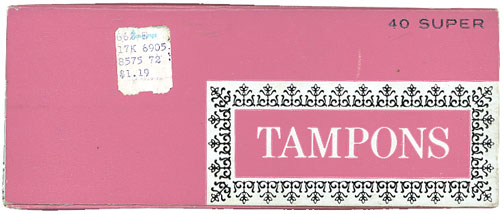 40 SUPER
17K 6905
8575 72
$1.19
TAMPONS